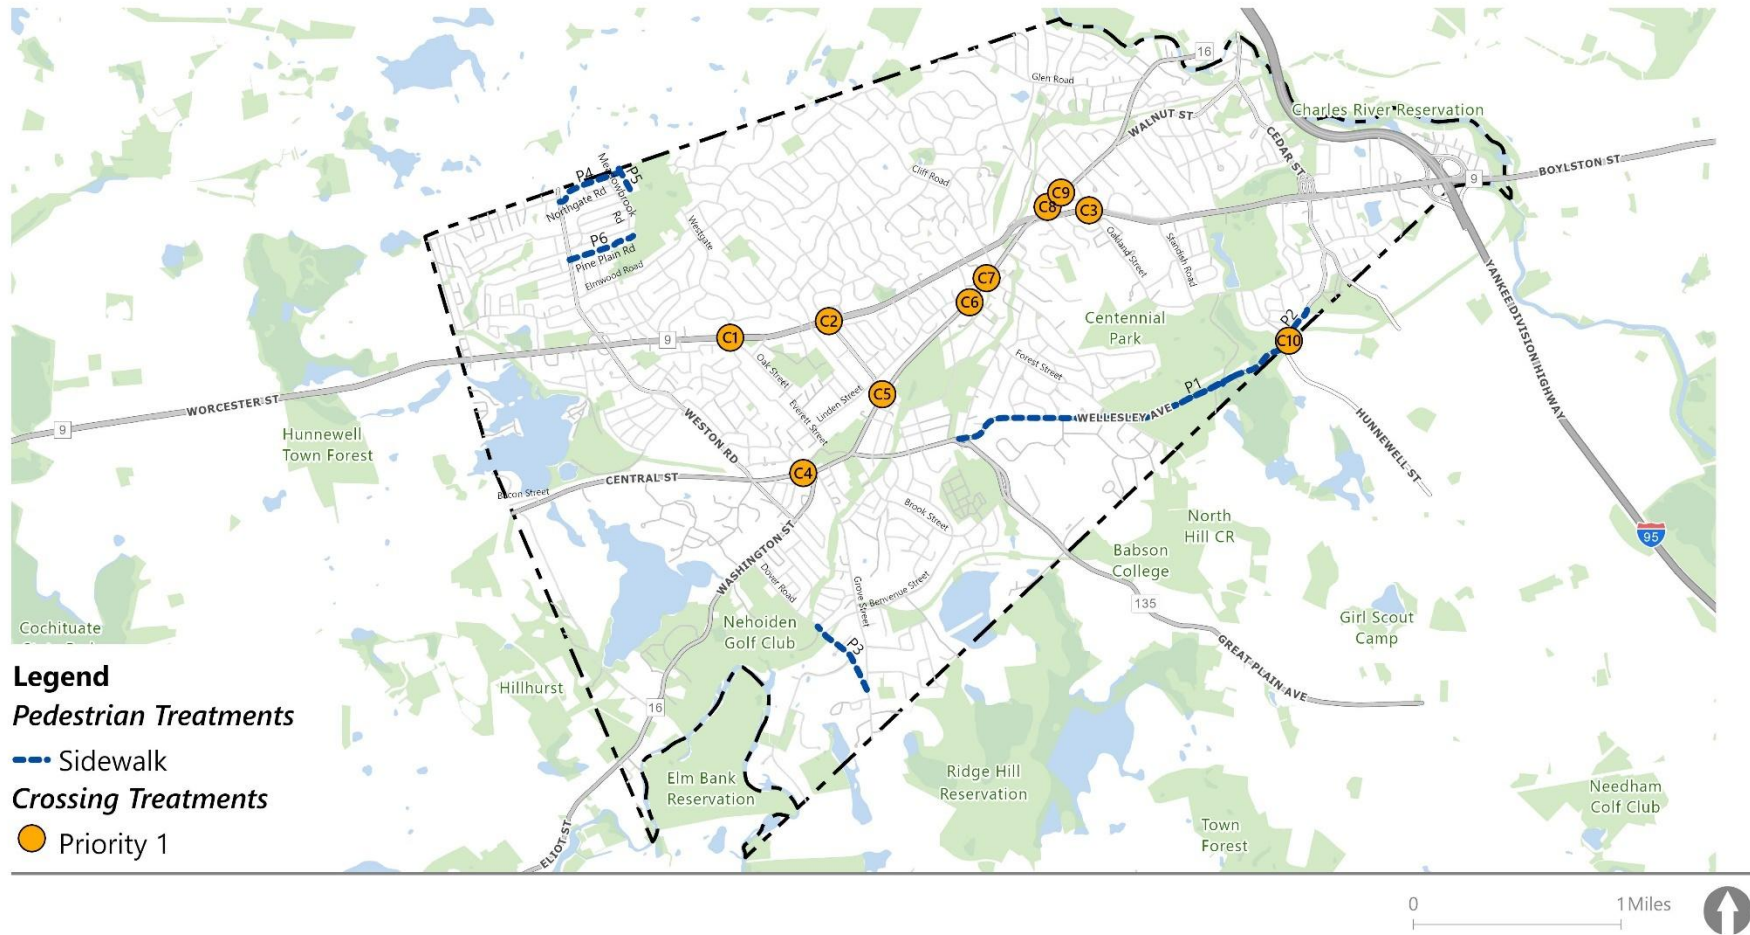 16
Glen Road
Charles River Reservation
WALNUT ST
CEDAR ST
BOYLSTON ST
9
Cliff Road
P4
P5
Meadowbrook
Rd
Northgate Rd
P6
Pine Plain Rd
Elmwood Road
Westgate
C9
C8
C3
Oakland Street
Standish Road
C7
C6
YANKEE DIVISION HIGHWAY
C2
C1
9
Centennial
Park
P2
C10
Oak Street
Forest Street
P1
C5
Linden Street
Everett Street
WORCESTER ST
9
WESTON RD
WELLESLEY AVE
HUNNEWELL ST
Hunnewell
Town Forest
C4
CENTRAL ST
Bacon Street
Brook Street
North
Hill CR
WASHINGTON ST
Babson
College
95
Dover Road
Grove Street
Benvenue Street
135
Girl Scout
Camp
Cochituate
Nehoiden
Golf Club
P3
GREAT PLAIN AVE
Hillhurst
16
Legend
Pedestrian Treatments
Sidewalk
Crossing Treatments
Priority 1
Elm Bank
Reservation
Ridge Hill
Reservation
Needham
Golf Club
Town
Forest
ELIOT ST
0
1 Miles